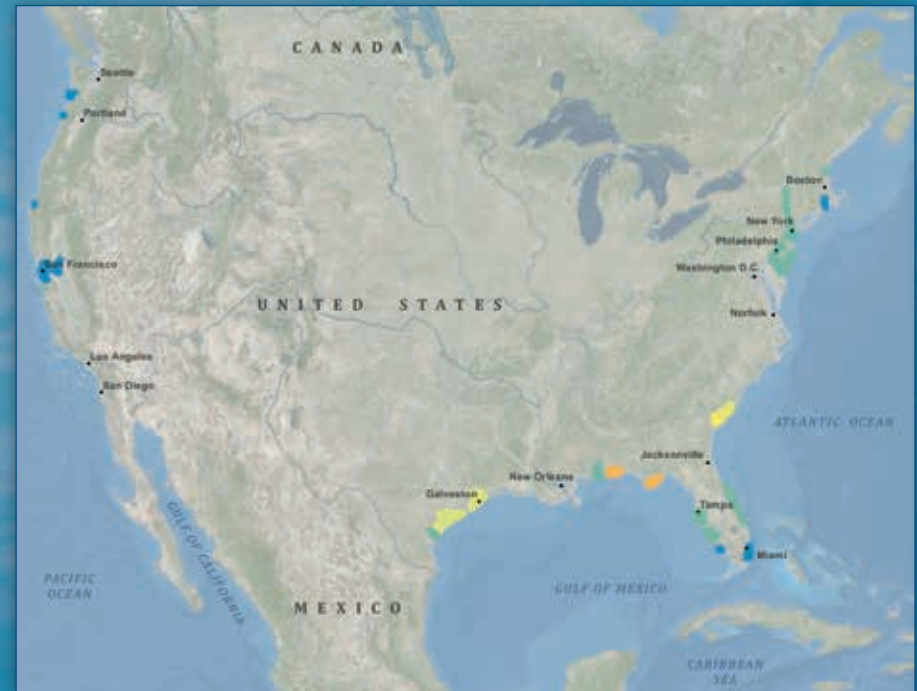 CANADA
Seattle
Portland
Boston
New York
Philadelphia
Washington D.C.
San Francisco
UNITED STATES
Norfolk
Los Angeles
San Diego
ATLANTIC OCEAN
Jacksonville
New Orleans
Galveston
Tampa
GULF OF CALIFORNIA
Miami
PACIFIC
OCEAN
GULF OF MEXICO
MEXICO
CARIBBEAN
SEA